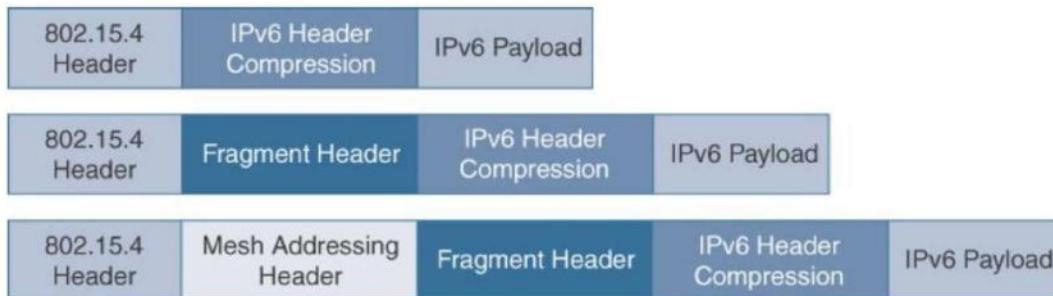 802.15.4
Header
IPv6 Header
Compression
IPv6 Payload
802.15.4
Header
Fragment Header
IPv6 Header
Compression
IPv6 Payload
802.15.4
Header
Mesh Addressing
Header
Fragment Header
IPv6 Header
Compression
IPv6 Payload